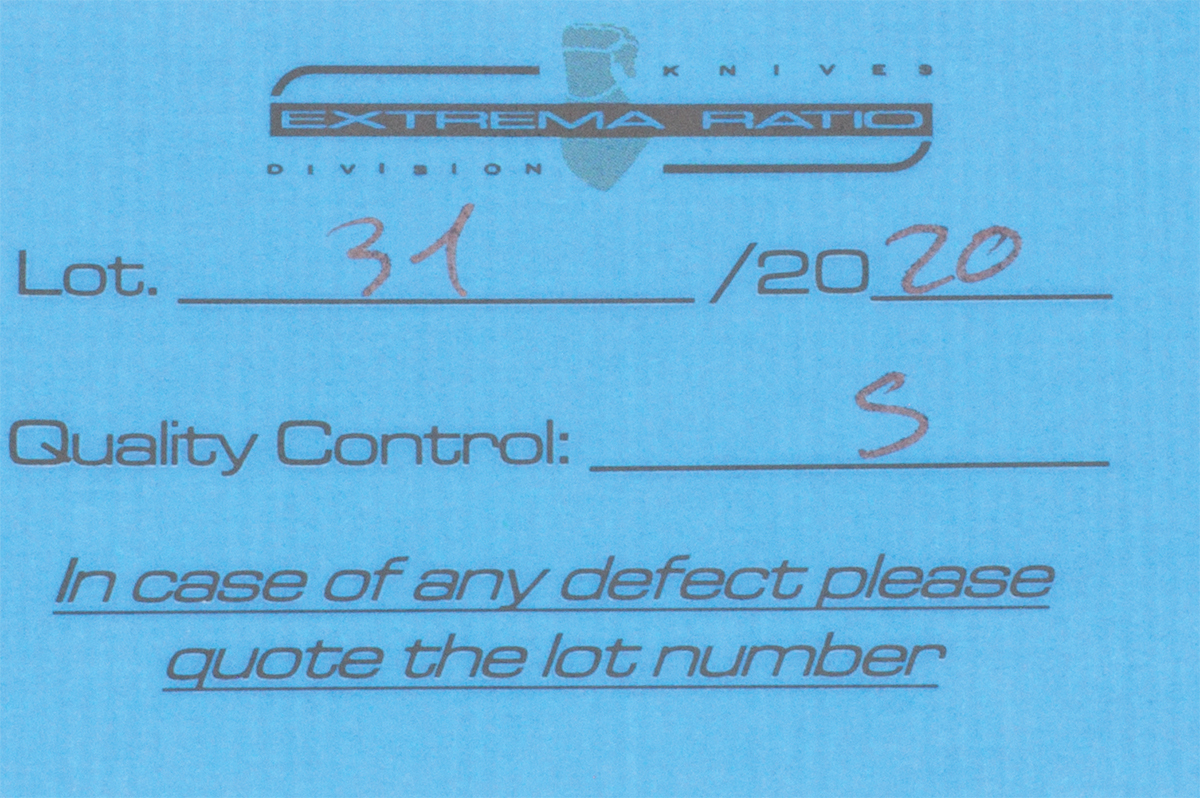 KNIVES
EXTREMA RATIO
DIVISION
Lot. 31 /2020
Quality Control: S
In case of any defect please
quote the lot number